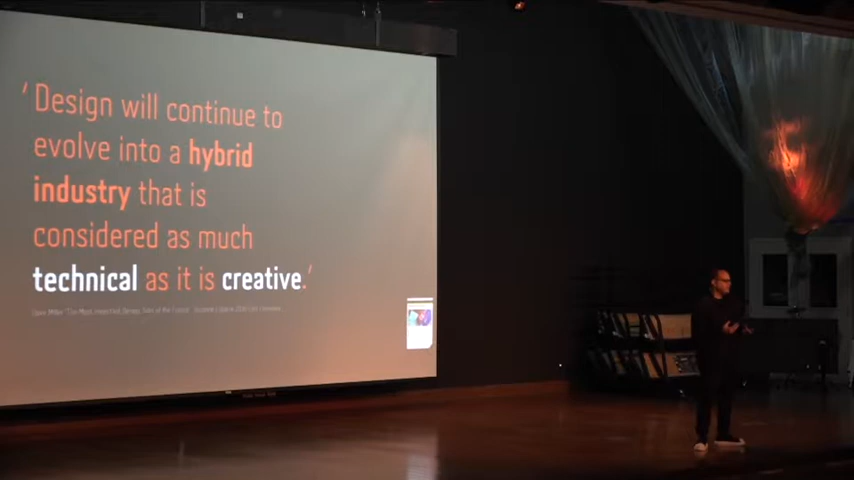 ‘Design will continue to
evolve into a hybrid
industry that is
considered as much
technical as it is creative.’